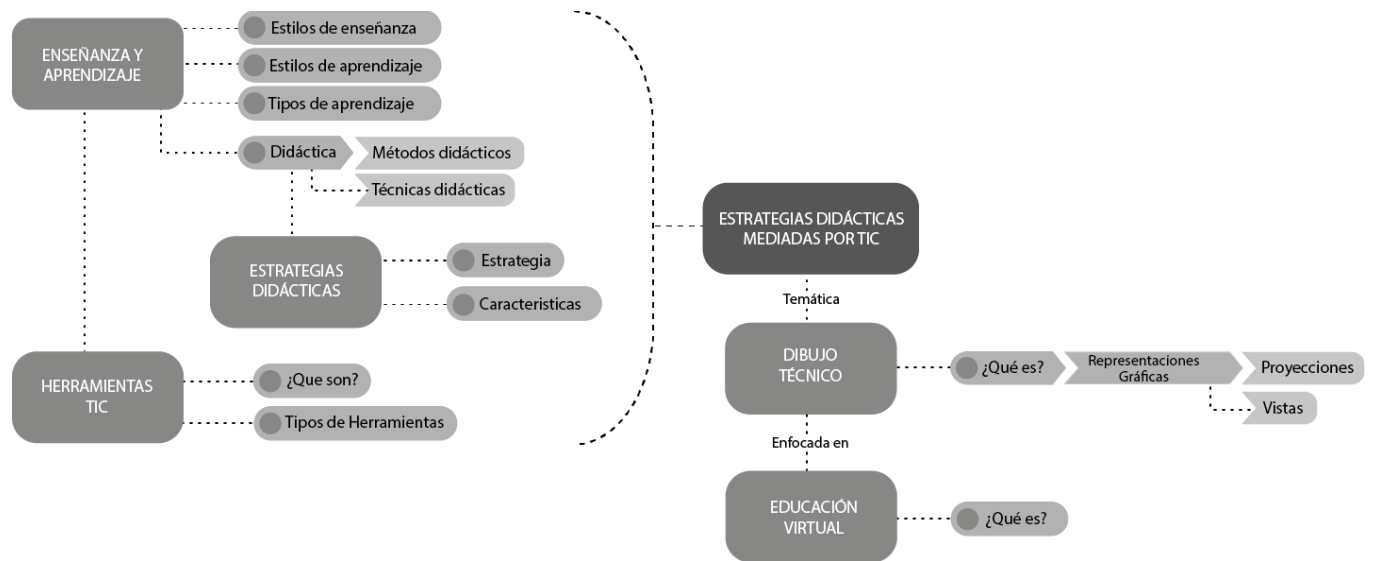 ENSEÑANZA Y
APRENDIZAJE
Estilos de enseñanza
Estilos de aprendizaje
Tipos de aprendizaje
Didáctica
Métodos didácticos
Técnicas didácticas
ESTRATEGIAS
DIDÁCTICAS
Estrategia
Caracteristicas
HERRAMIENTAS
TIC
¿Que son?
Tipos de Herramientas
ESTRATEGIAS DIDÁCTICAS
MEDIADAS POR TIC
Temática
DIBUJO
TÉCNICO
¿Qué es?
Representaciones
Gráficas
Proyecciones
Vistas
Enfocada en
EDUCACIÓN
VIRTUAL
¿Qué es?